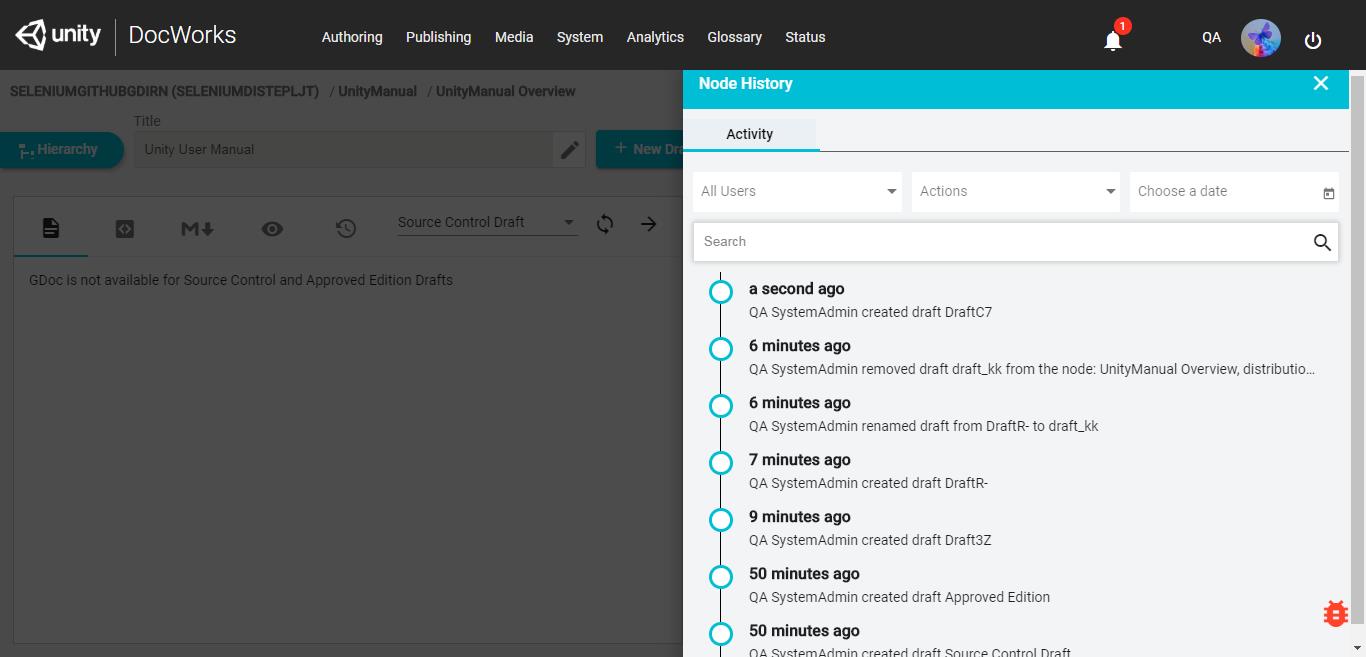 unity DocWorks Authoring Publishing Media System Analytics Glossary Status 1 QA
SELENIUMGITHUBGDIRN (SELENIUMDISTEPLJT) / UnityManual / UnityManual Overview
Node History
Title
Activity
Hierarchy
Unity User Manual
+ New Dra
All Users
Actions
Choose a date
M Source Control Draft
Search
GDoc is not available for Source Control and Approved Edition Drafts
a second ago
QA SystemAdmin created draft DraftC7
6 minutes ago
QA SystemAdmin removed draft draft_kk from the node: UnityManual Overview, distributio...
6 minutes ago
QA SystemAdmin renamed draft from DraftR- to draft_kk
7 minutes ago
QA SystemAdmin created draft DraftR-
9 minutes ago
QA SystemAdmin created draft Draft3Z
50 minutes ago
QA SystemAdmin created draft Approved Edition
50 minutes ago
QA SystemAdmin created draft Source Control Draft